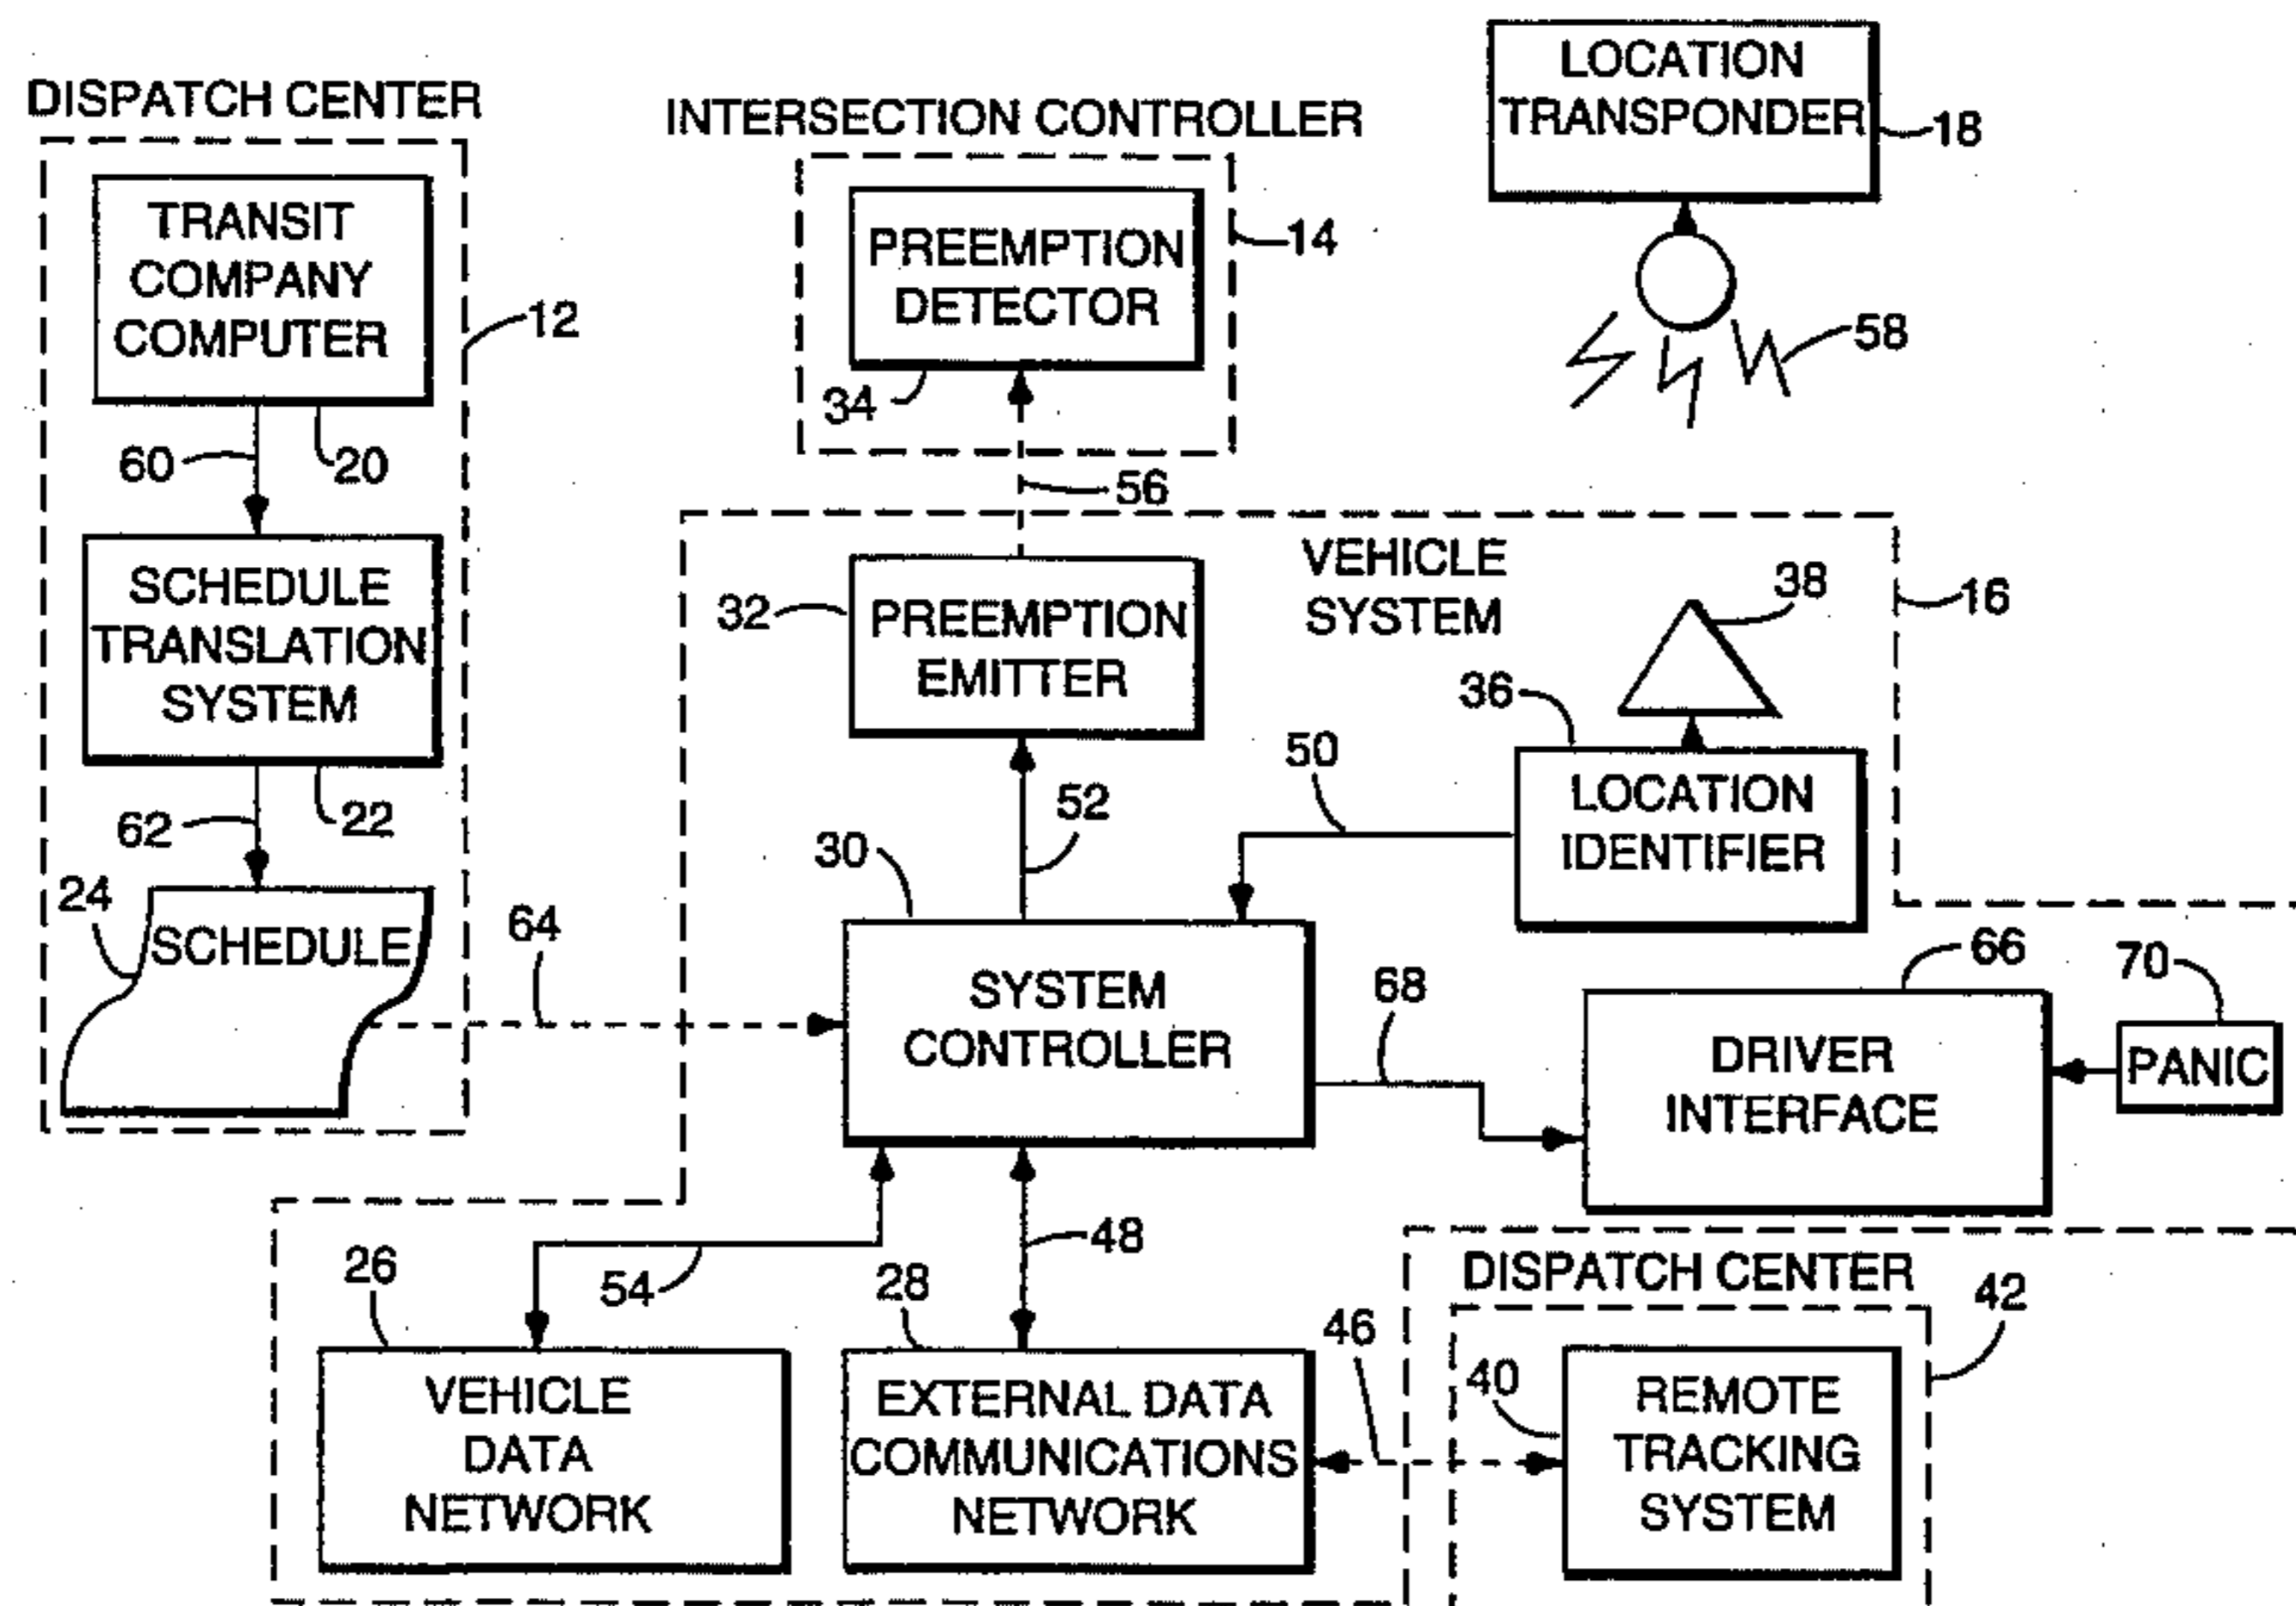 DISPATCH CENTER
TRANSIT
COMPANY
COMPUTER
12
60
20
SCHEDULE
TRANSLATION
SYSTEM
62
22
24
SCHEDULE
64
INTERSECTION CONTROLLER
PREEMPTION
DETECTOR
14
34
56
LOCATION
TRANSPONDER
18
58
VEHICLE
SYSTEM
16
32
PREEMPTION
EMITTER
38
36
50
52
LOCATION
IDENTIFIER
30
SYSTEM
CONTROLLER
68
66
70
DRIVER
INTERFACE
PANIC
54
48
26
28
VEHICLE
DATA
NETWORK
EXTERNAL DATA
COMMUNICATIONS
NETWORK
46
DISPATCH CENTER
42
40
REMOTE
TRACKING
SYSTEM